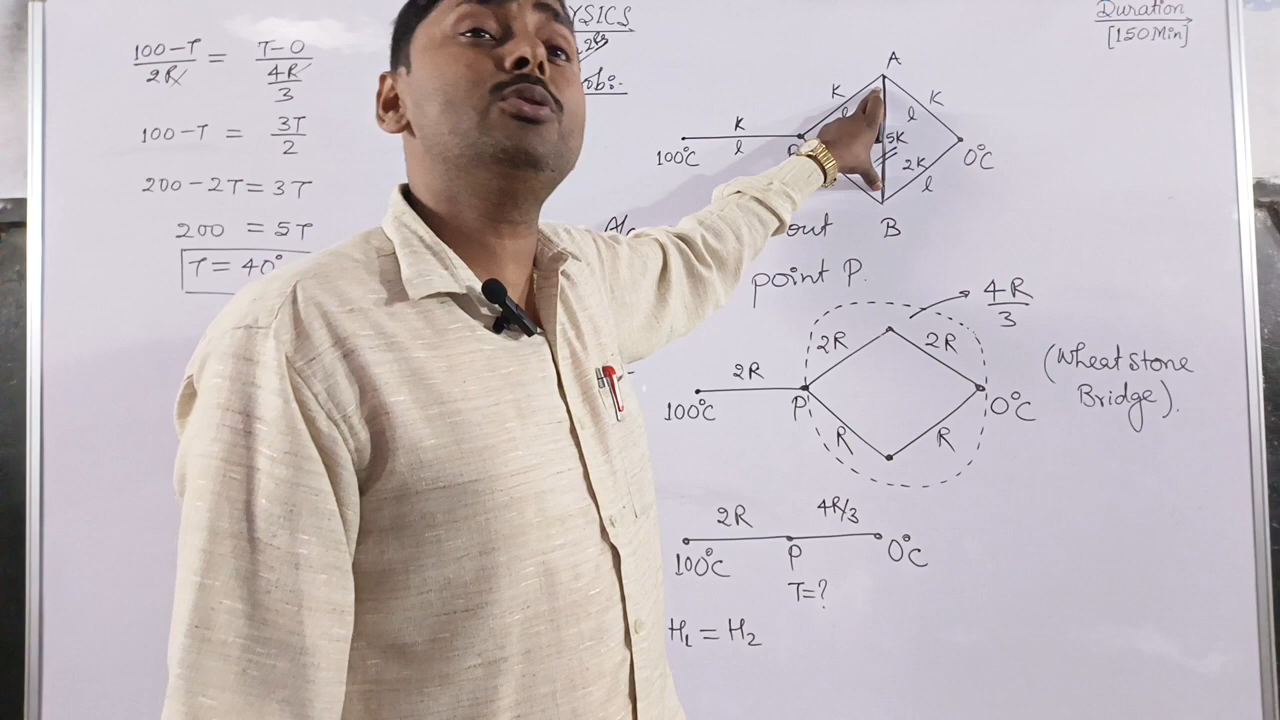 100-T/2R = T-0/4R/3
100-T = 3T/2
200-2T = 3T
200 = 5T
T = 40°
YSICS
ob:-
Duration
[150 Min]
A
K
K
l
K
l
100°C
l
5K
2K
l
0°C
B
out
point P.
4R/3
2R
2R
2R
100°C
P
0°C
R
R
(Wheatstone
Bridge).
2R
4R/3
100°C
P
0°C
T=?
H₁ = H₂